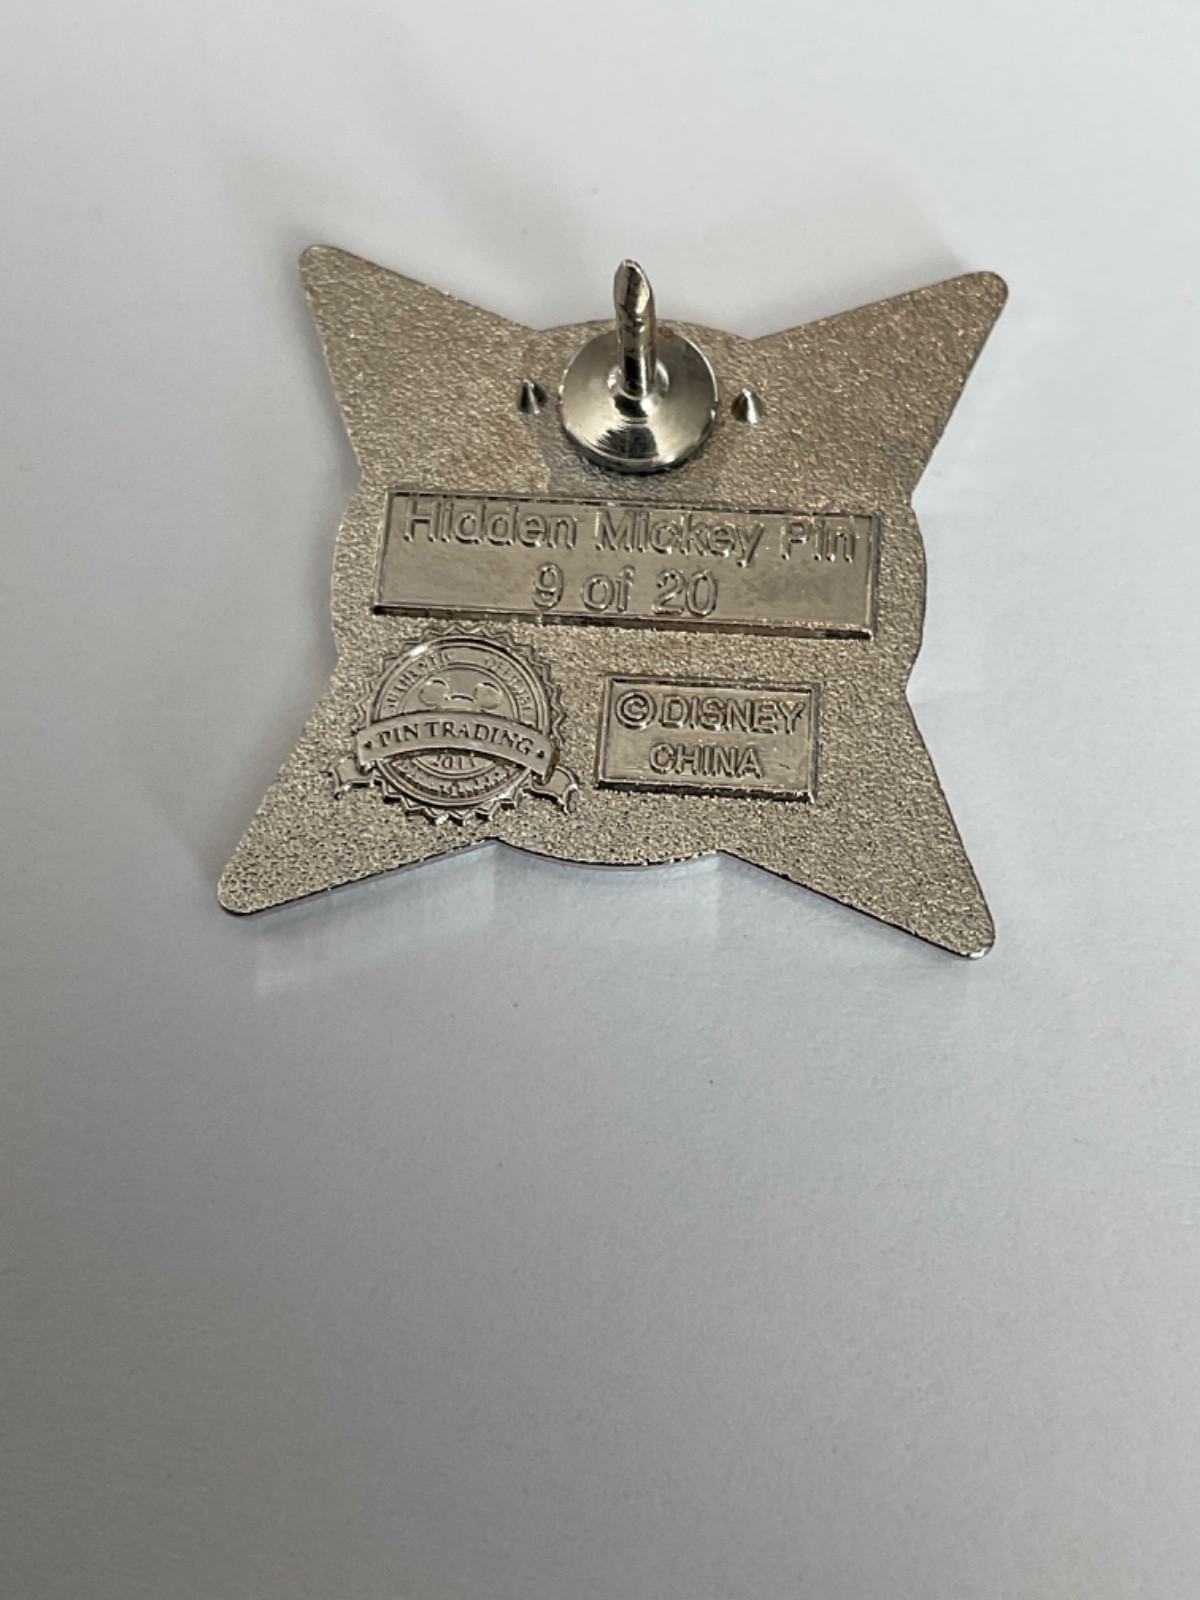 Hidden Mickey Pin
9 of 20
PIN TRADING
©DISNEY
CHINA